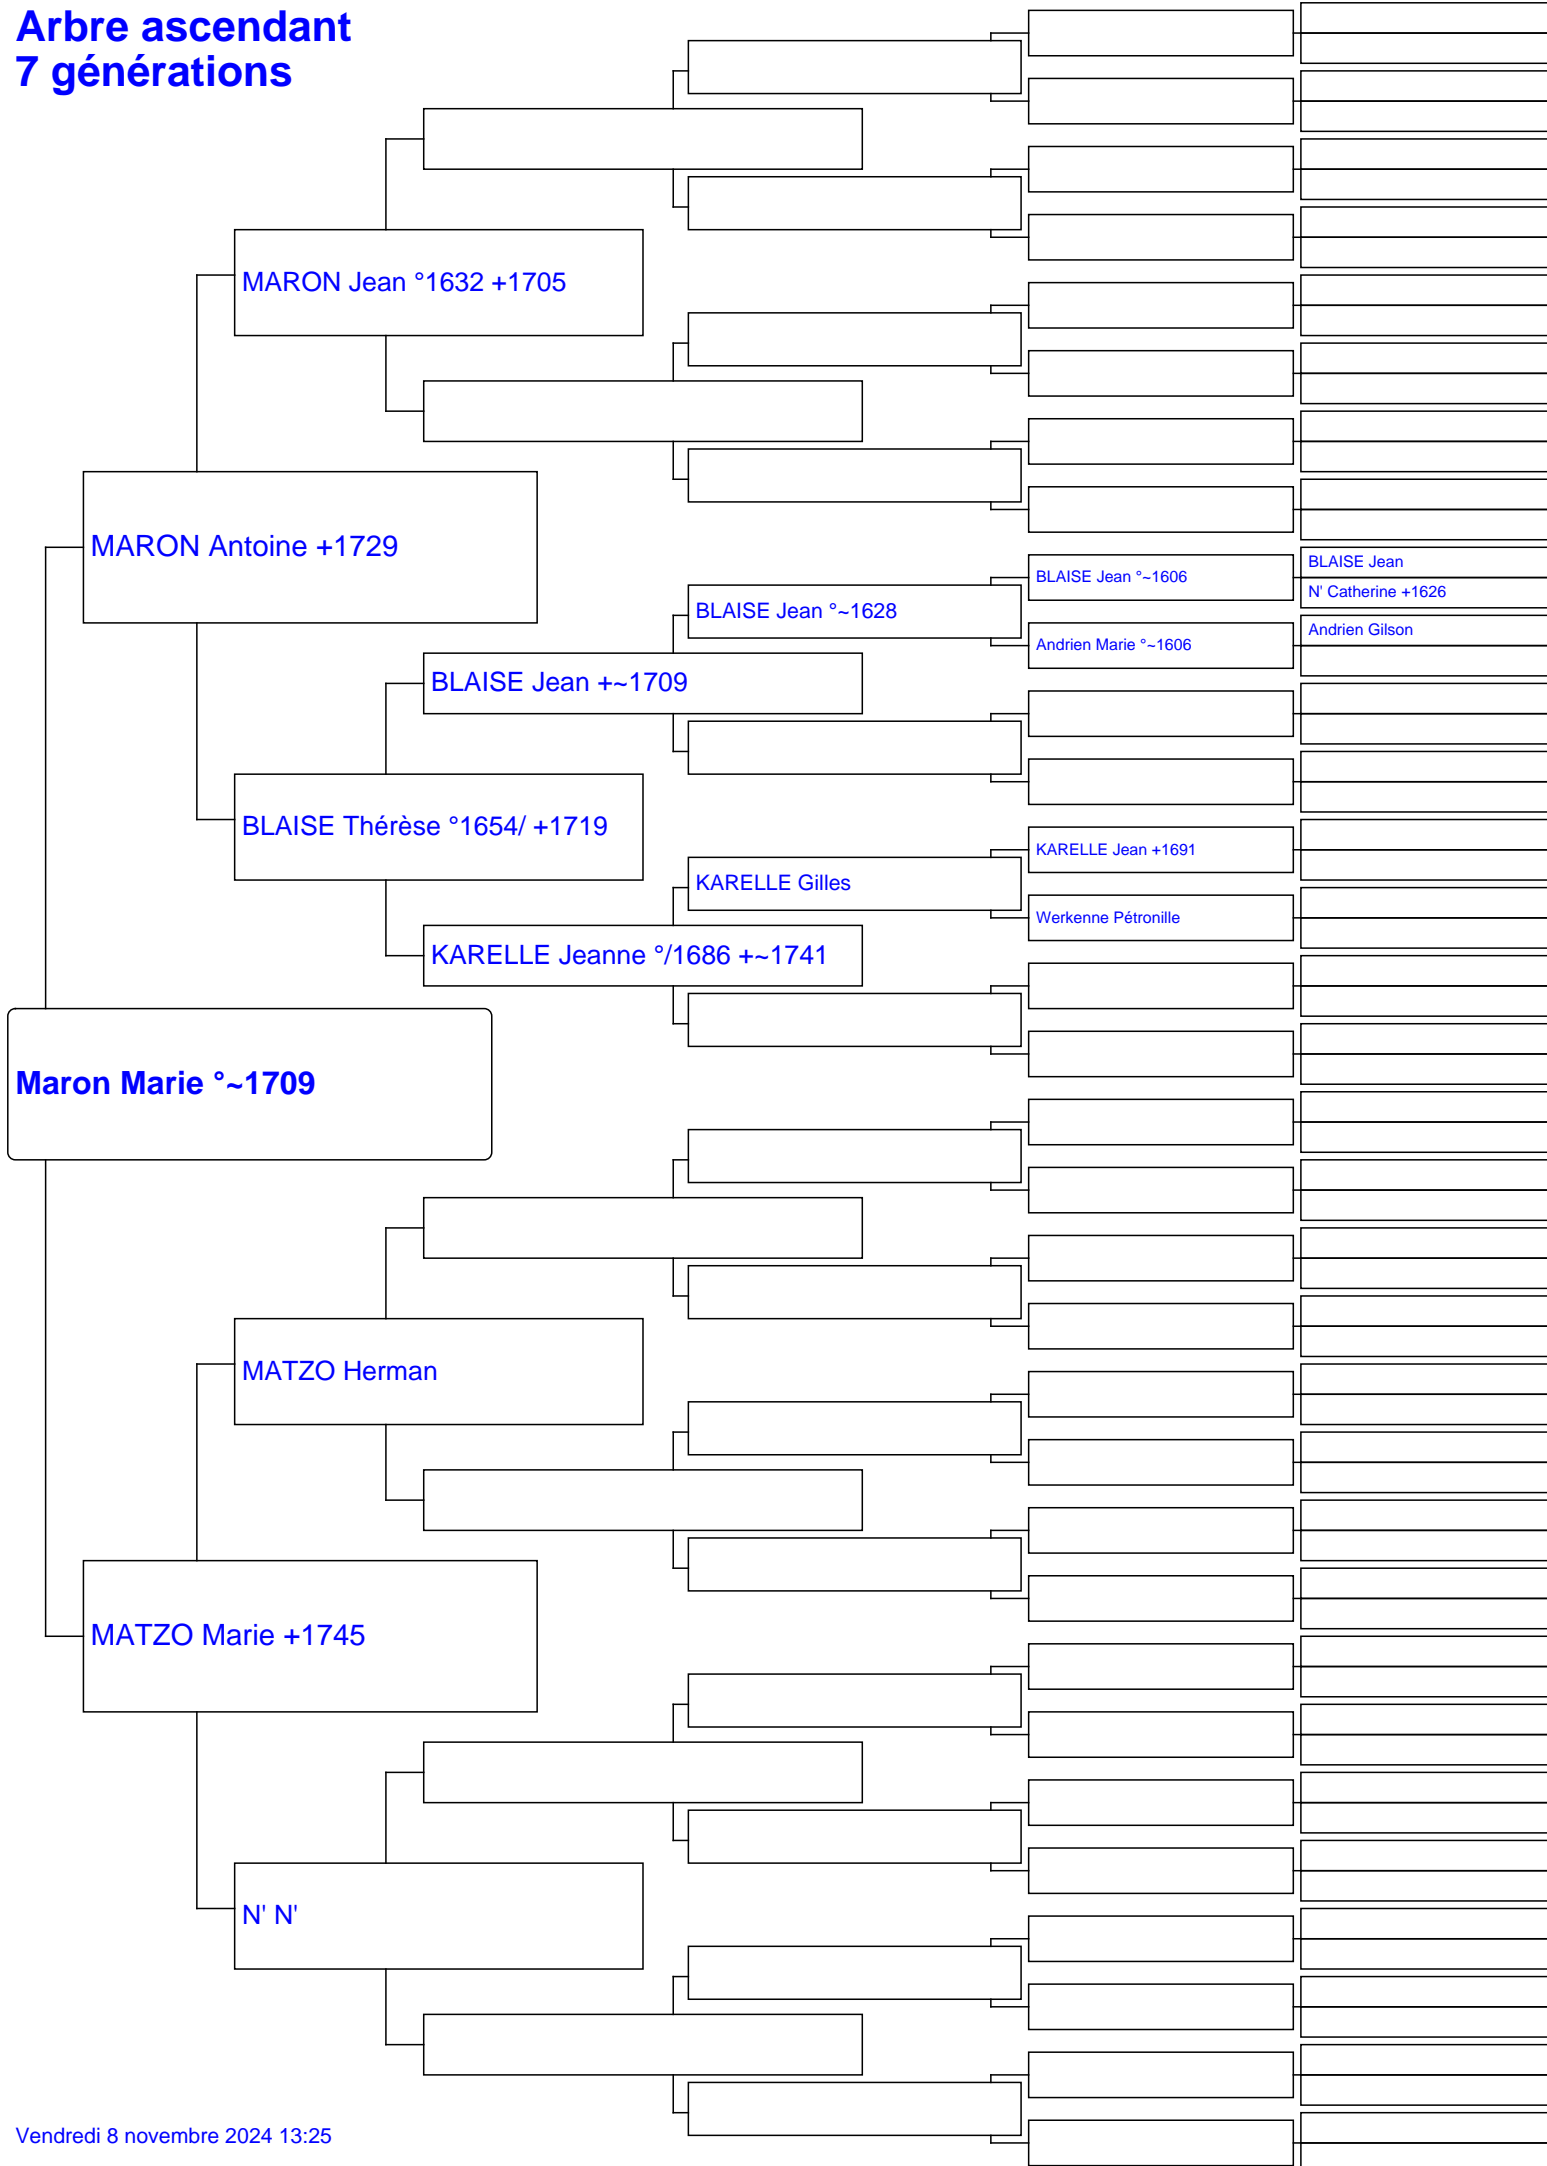 Arbre ascendant
7 générations
MARON Jean °1632 +1705
MARON Antoine +1729
BLAISE Jean
BLAISE Jean °~1606
N' Catherine +1626
BLAISE Jean °~1628
Andrien Gilson
Andrien Marie °~1606
BLAISE Jean +~1709
BLAISE Thérèse °1654/ +1719
KARELLE Jean +1691
KARELLE Gilles
Werkenne Pétronille
KARELLE Jeanne °/1686 +~1741
Maron Marie °~1709
MATZO Herman
MATZO Marie +1745
N' N'
Vendredi 8 novembre 2024 13:25